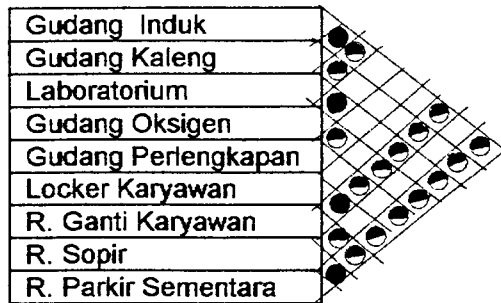 Gudang Induk
Gudang Kaleng
Laboratorium
Gudang Oksigen
Gudang Perlengkapan
Locker Karyawan
R. Ganti Karyawan
R. Sopir
R. Parkir Sementara